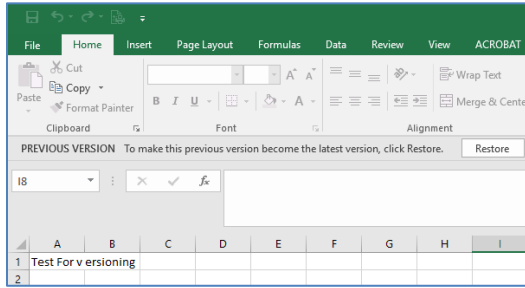 File Home Insert Page Layout Formulas Data Review View ACROBAT
Cut
Copy
Format Painter
Paste
B I U A A A
Wrap Text
Merge & Cente
Clipboard Font Alignment
PREVIOUS VERSION To make this previous version become the latest version, click Restore. Restore
I8 fx
A B C D E F G H I
1 Test For v ersioning
2